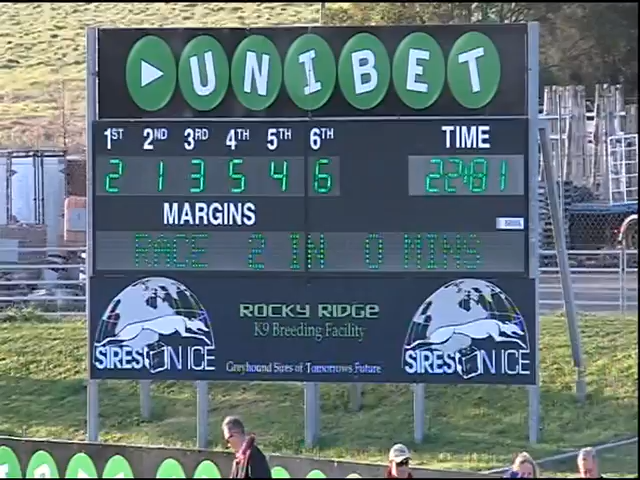 UNIBET
1ST 2ND 3RD 4TH 5TH 6TH TIME
2 1 3 5 4 6 22:81
MARGINS
RACE 2 IN 0 MINS
ROCKY RIDGE
K9 Breeding Facility
SIRES ON ICE
Greyhound Sires of Tomorrows Future
SIRES ON ICE